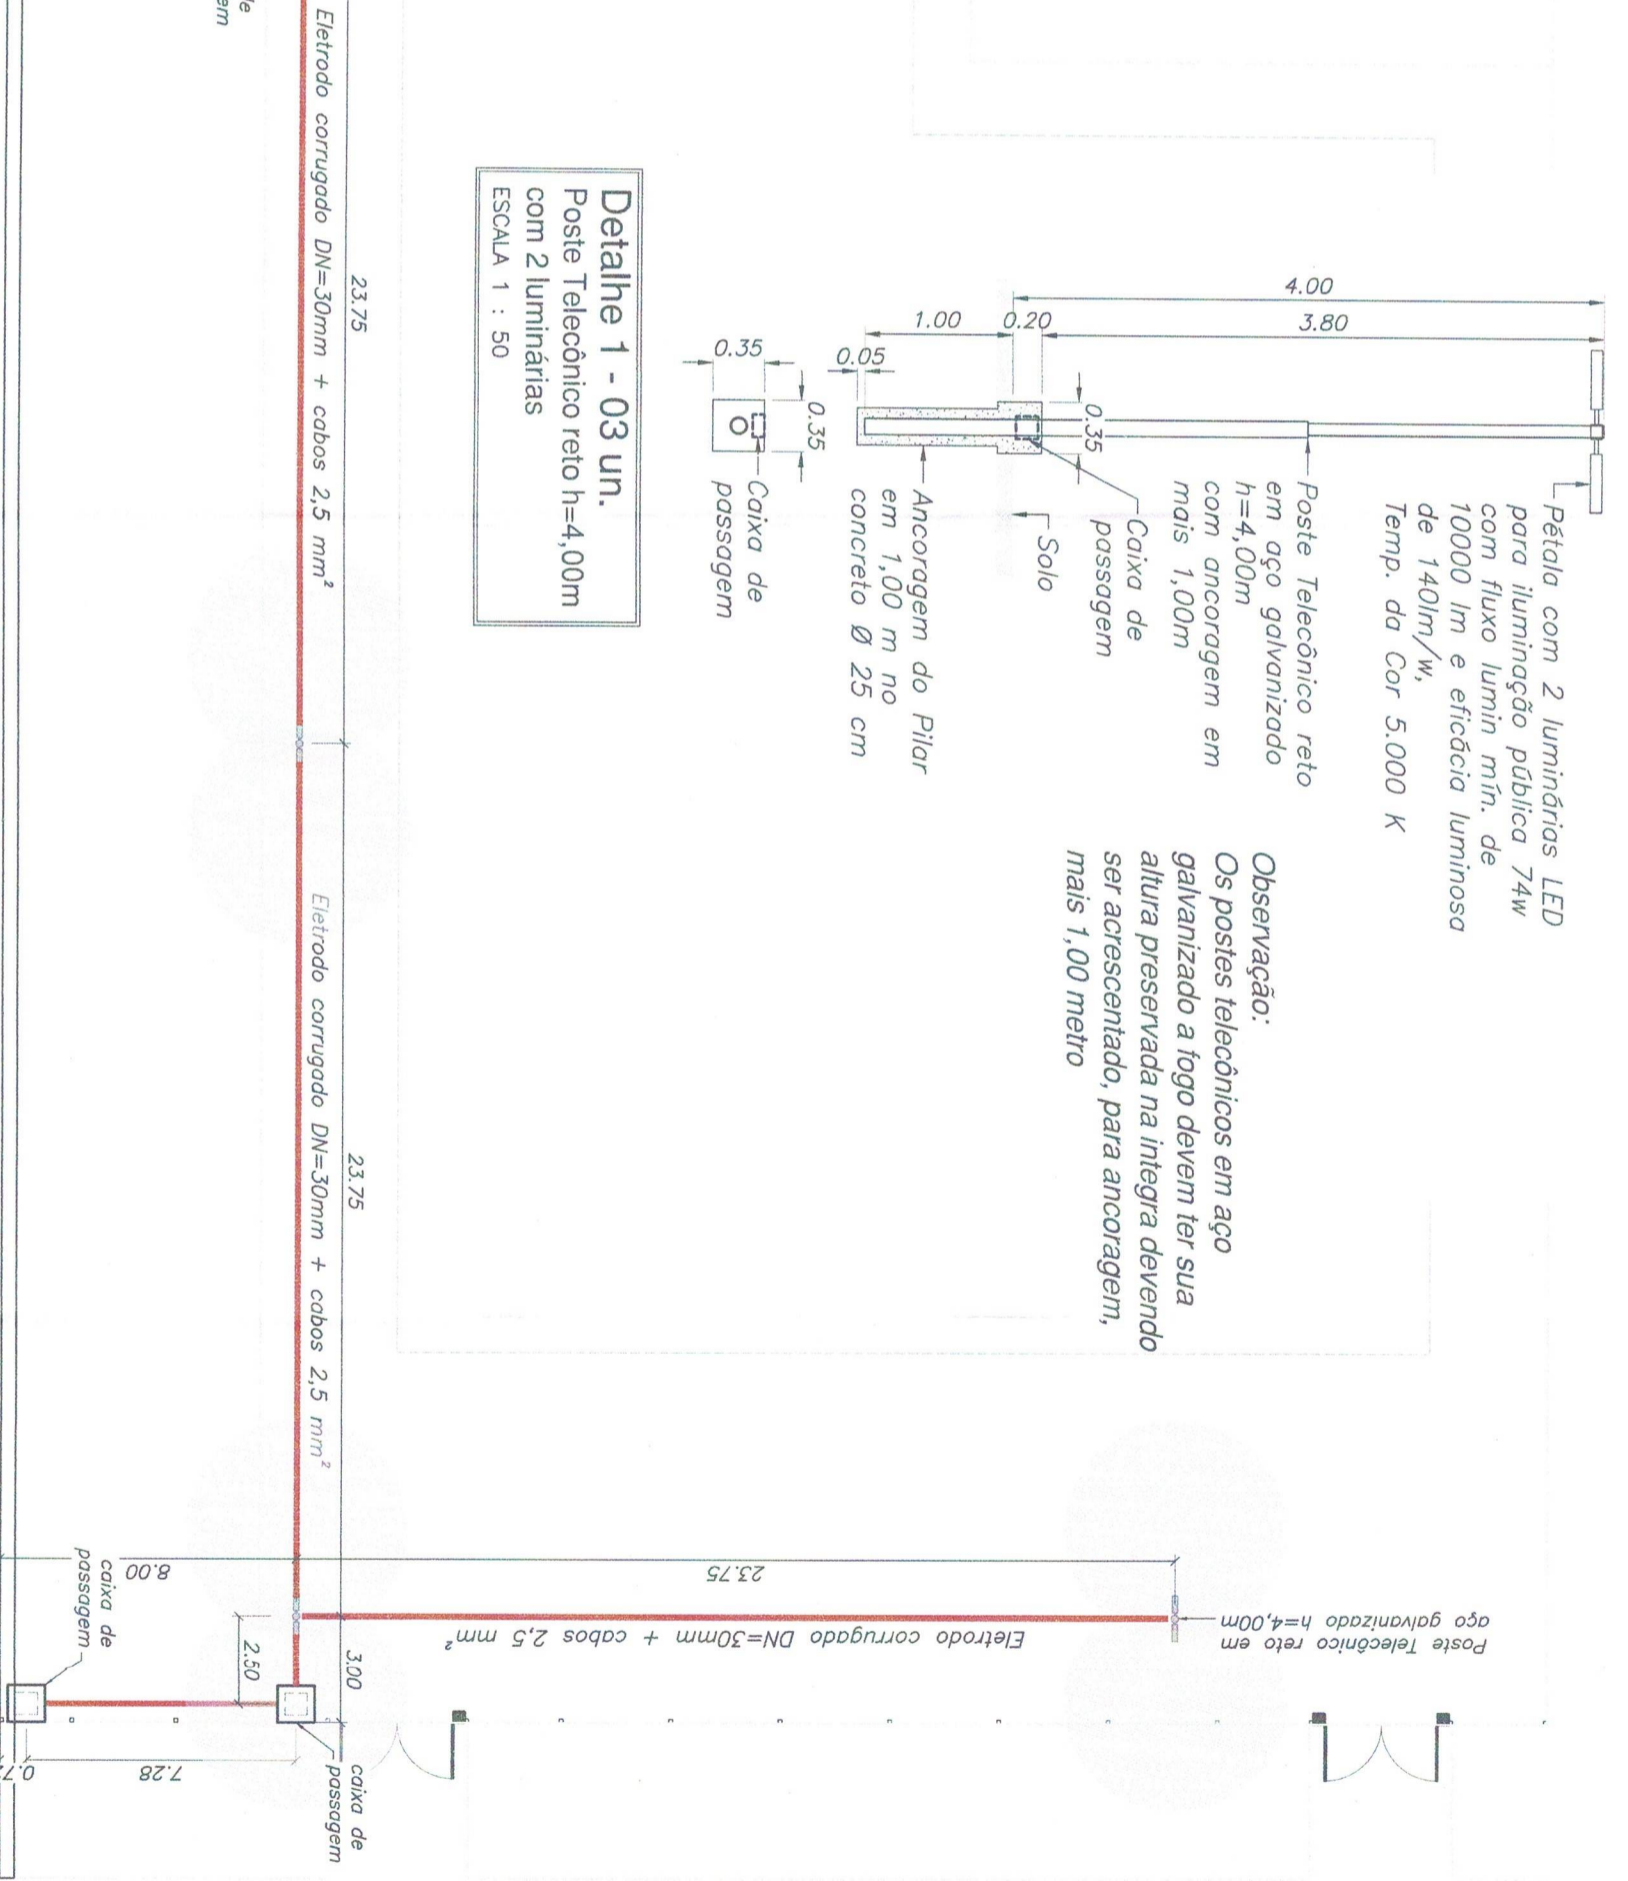 Pétala com 2 luminárias LED
para iluminação pública 74w
com fluxo lumin mín. de
10000 lm e eficácia luminosa
de 140lm/w,
Temp. da Cor 5.000 K
Poste Telecônico reto
em aço galvanizado
h=4,00m
com ancoragem em
mais 1,00m
Caixa de
passagem
Solo
Ancoragem do Pilar
em 1,00 m no
concreto Ø 25 cm
Caixa de
passagem
4.00
3.80
0.20
1.00
0.05
0.35
0.35
0.35
Observação:
Os postes telecônicos em aço
galvanizado a fogo devem ter sua
altura preservada na integra devendo
ser acrescentado, para ancoragem,
mais 1,00 metro
Detalhe 1 - 03 un.
Poste Telecônico reto h=4,00m
com 2 luminárias
ESCALA 1 : 50
23.75
Eletrodo corrugado DN=30mm + cabos 2,5 mm²
23.75
Eletrodo corrugado DN=30mm + cabos 2,5 mm²
Poste Telecônico reto em
aço galvanizado h=4,00m
23.75
Eletrodo corrugado DN=30mm + cabos 2,5 mm²
8.00
3.00
2.50
caixa de
passagem
caixa de
passagem
7.28